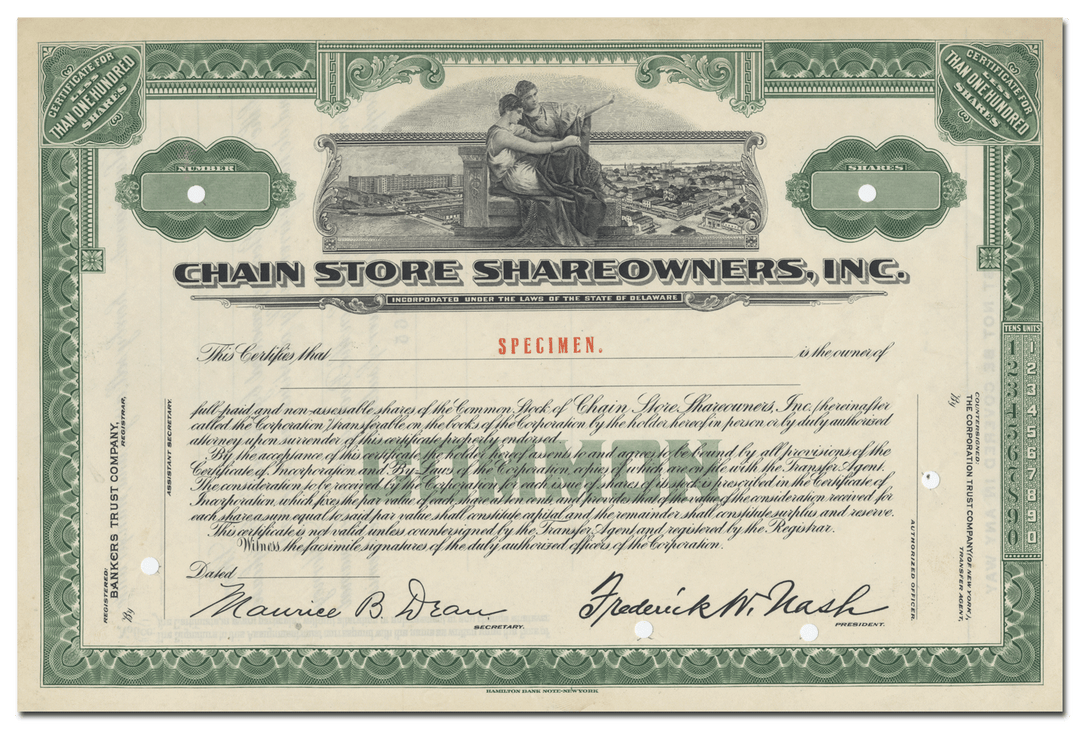 CERTIFICATE FOR
LESS
THAN ONE HUNDRED
SHARES
CERTIFICATE FOR
LESS
THAN ONE HUNDRED
SHARES
NUMBER
SHARES
CHAIN STORE SHAREOWNERS, INC.
INCORPORATED UNDER THE LAWS OF THE STATE OF DELAWARE
This Certifies that SPECIMEN. is the owner of
full-paid and non-assessable shares of the Common Stock of Chain Store Shareowners, Inc. (hereinafter
called the Corporation) transferable on the books of the Corporation by the holder hereof in person or by duly authorized
attorney upon surrender of this certificate properly endorsed.
By the acceptance of this certificate the holder hereof assents to and agrees to be bound by all provisions of the
Certificate of Incorporation and By-Laws of the Corporation, copies of which are on file with the Transfer Agent.
The consideration to be received by the Corporation for each issue of shares of its stock is prescribed in the Certificate of
Incorporation, which fixes the par value of each share as ten cents, and provides that of the value of the consideration received for
each share a sum equal to said par value shall constitute capital and the remainder shall constitute surplus and reserve.
This certificate is not valid unless countersigned by the Transfer Agent and registered by the Registrar.
Witness the facsimile signatures of the duly authorized officers of the Corporation.
Dated
Maurice B. Dean
SECRETARY.
Frederick W. Nash
PRESIDENT.
REGISTERED:
BANKERS TRUST COMPANY,
REGISTRAR,
By
ASSISTANT SECRETARY.
COUNTERSIGNED
THE CORPORATION TRUST COMPANY (OF NEW YORK),
TRANSFER AGENT,
By
AUTHORIZED OFFICER.
TENS UNITS
1 1
2 2
3 3
4 4
5 5
6 6
7 7
8 8
9 9
0 0
HAMILTON BANK NOTE-NEW YORK